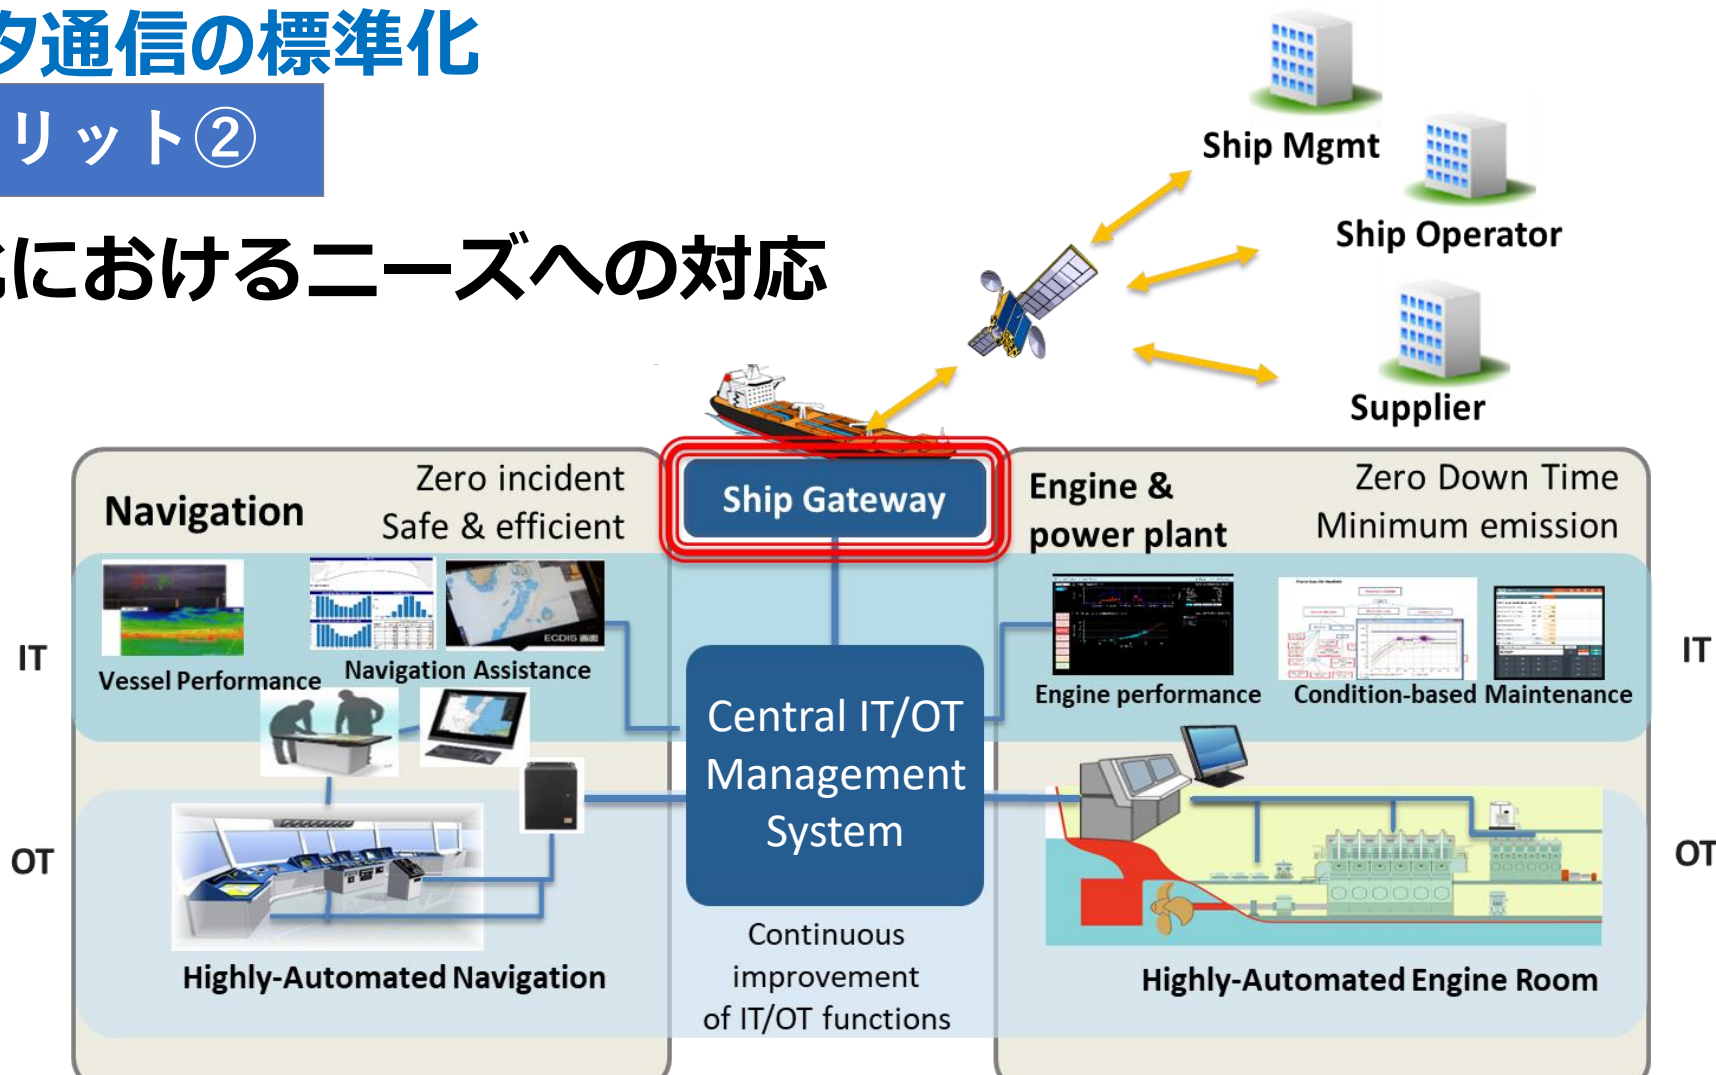 タ通信の標準化
リット②
におけるニーズへの対応
Ship Mgmt
Ship Operator
Supplier
Navigation
Zero incident
Safe & efficient
Ship Gateway
Engine &
power plant
Zero Down Time
Minimum emission
ECDIS 画面
IT
IT
Vessel Performance
Navigation Assistance
Engine performance
Condition-based Maintenance
Central IT/OT
Management
System
OT
OT
Highly-Automated Navigation
Continuous
improvement
of IT/OT functions
Highly-Automated Engine Room